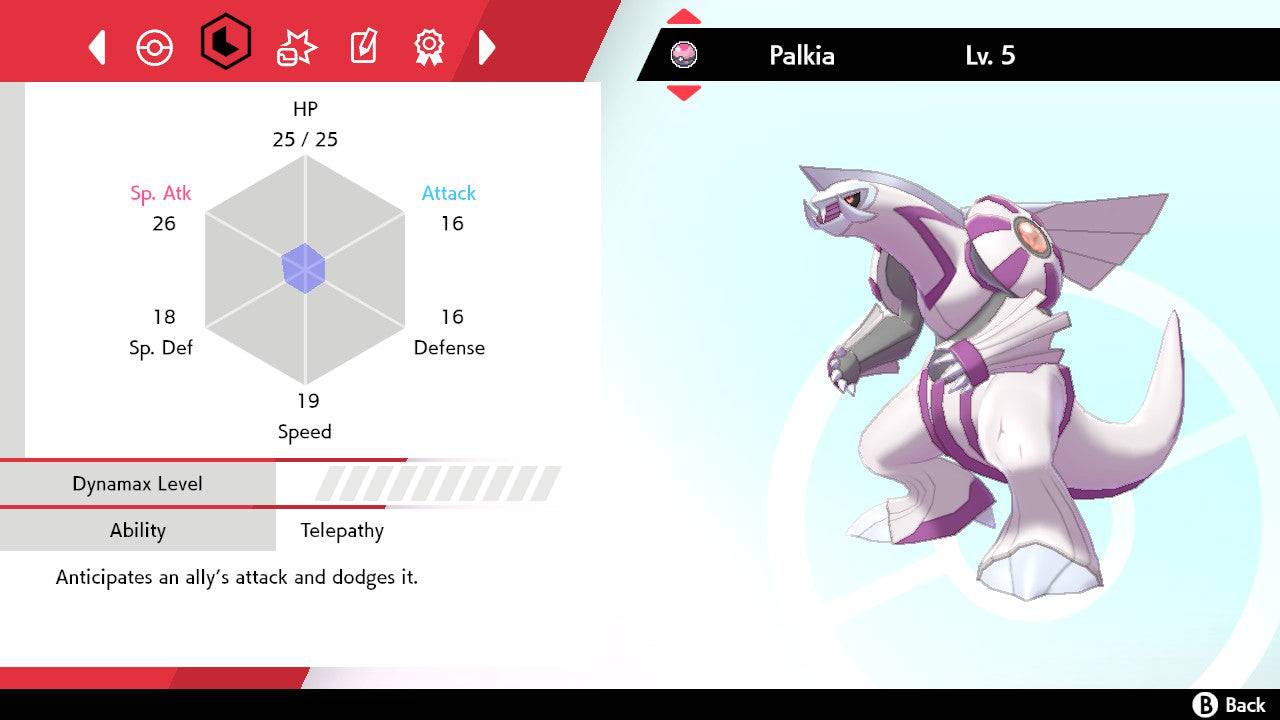 Palkia Lv. 5
HP
25 / 25
Sp. Atk
26
Attack
16
18
Sp. Def
16
Defense
19
Speed
Dynamax Level
Ability Telepathy
Anticipates an ally's attack and dodges it.
B Back